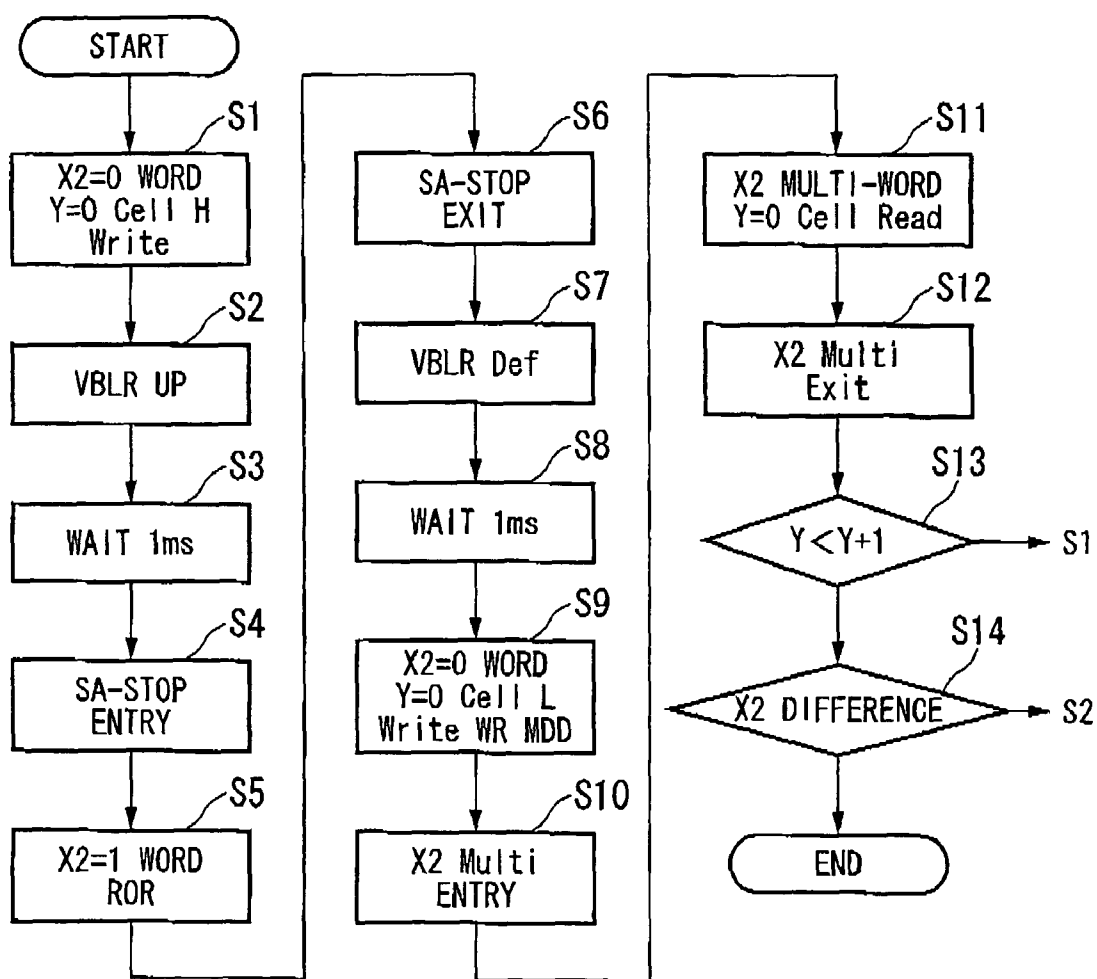 START
S1
X2=0 WORD
Y=0 Cell H
Write
S2
VBLR UP
S3
WAIT 1ms
S4
SA-STOP
ENTRY
S5
X2=1 WORD
ROR
S6
SA-STOP
EXIT
S7
VBLR Def
S8
WAIT 1ms
S9
X2=0 WORD
Y=0 Cell L
Write WR MDD
S10
X2 Multi
ENTRY
S11
X2 MULTI-WORD
Y=0 Cell Read
S12
X2 Multi
Exit
S13
Y<Y+1
S1
S14
X2 DIFFERENCE
S2
END